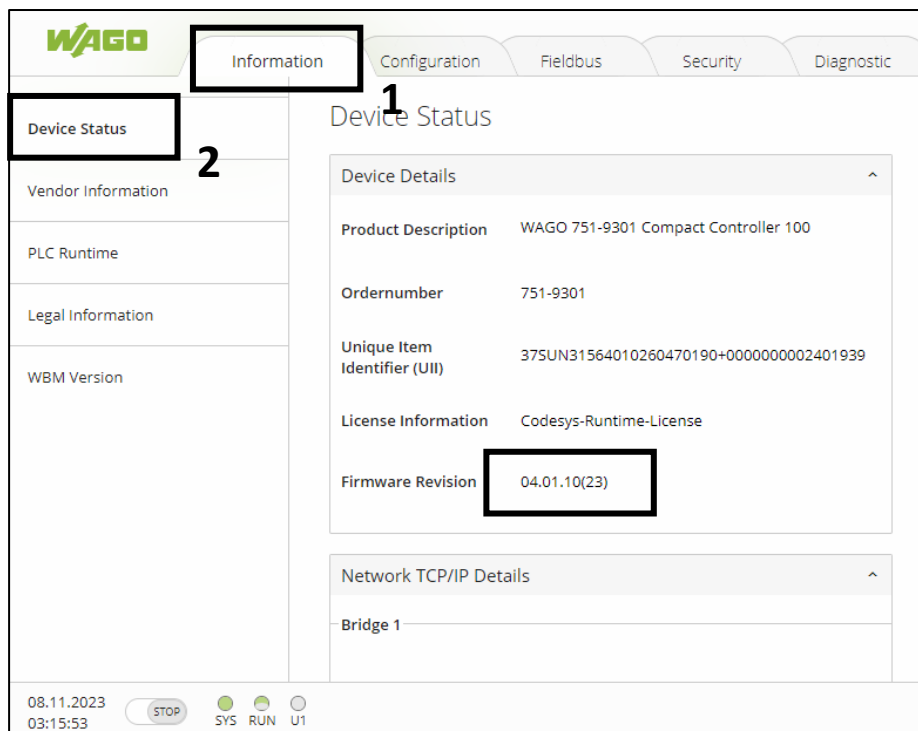 WAGO
Information
Configuration
Fieldbus
Security
Diagnostic
1
Device Status
2
Vendor Information
PLC Runtime
Legal Information
WBM Version
Device Status
Device Details
Product Description WAGO 751-9301 Compact Controller 100
Ordernumber 751-9301
Unique Item
Identifier (UII) 37SUN31564010260470190+0000000002401939
License Information Codesys-Runtime-License
Firmware Revision 04.01.10(23)
Network TCP/IP Details
Bridge 1
08.11.2023
03:15:53
STOP
SYS RUN U1